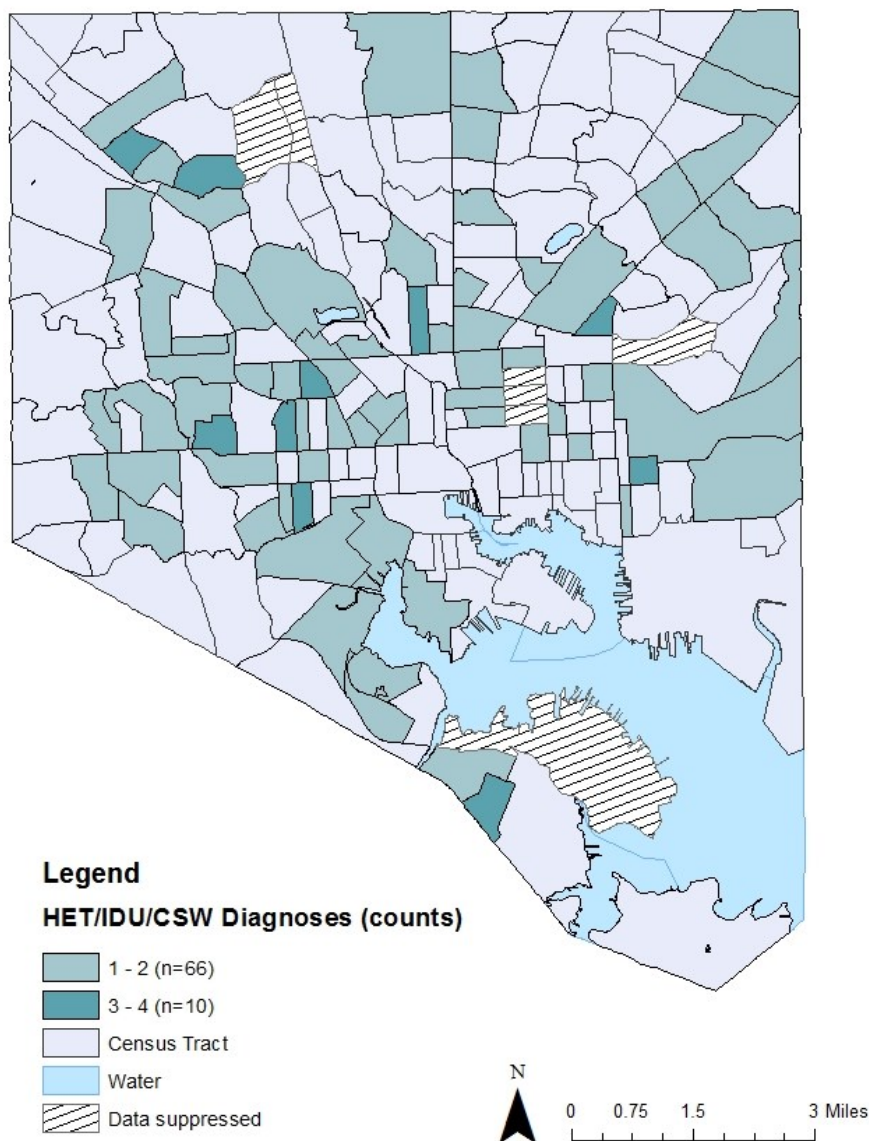 Legend
HET/IDU/CSW Diagnoses (counts)
1 - 2 (n=66)
3 - 4 (n=10)
Census Tract
Water
Data suppressed
N
0 0.75 1.5 3 Miles